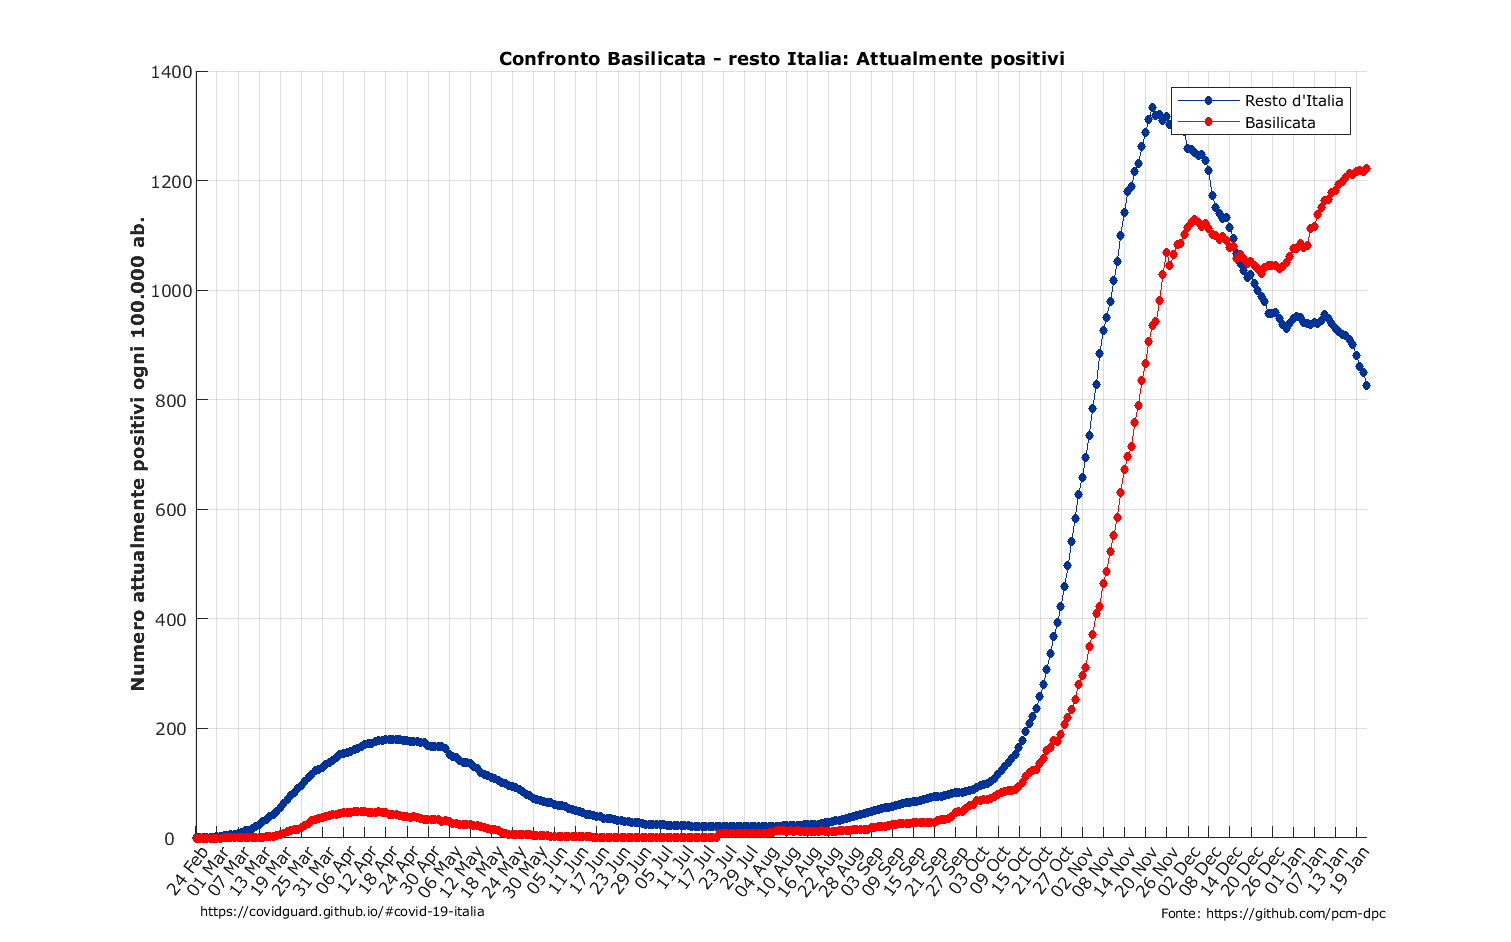 Confronto Basilicata - resto Italia: Attualmente positivi
Numero attualmente positivi ogni 100.000 ab.
1400
1200
1000
800
600
400
200
0
Resto d'Italia
Basilicata
24 Feb
01 Mar
07 Mar
13 Mar
19 Mar
25 Mar
31 Mar
06 Apr
12 Apr
18 Apr
24 Apr
30 Apr
06 May
12 May
18 May
24 May
30 May
05 Jun
11 Jun
17 Jun
23 Jun
29 Jun
05 Jul
11 Jul
17 Jul
23 Jul
29 Jul
04 Aug
10 Aug
16 Aug
22 Aug
28 Aug
03 Sep
09 Sep
15 Sep
21 Sep
27 Sep
03 Oct
09 Oct
15 Oct
21 Oct
27 Oct
02 Nov
08 Nov
14 Nov
20 Nov
26 Nov
02 Dec
08 Dec
14 Dec
20 Dec
26 Dec
01 Jan
07 Jan
13 Jan
19 Jan
https://covidguard.github.io/#covid-19-italia
Fonte: https://github.com/pcm-dpc